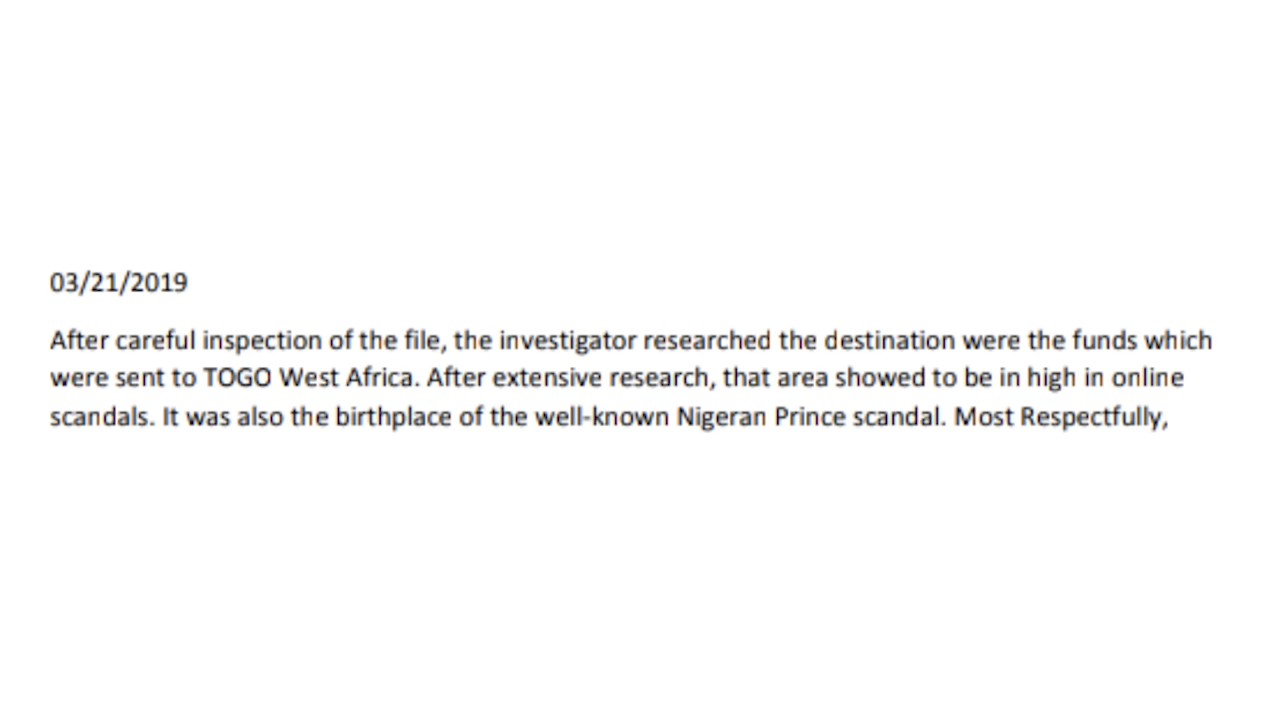 03/21/2019
After careful inspection of the file, the investigator researched the destination were the funds which
were sent to TOGO West Africa. After extensive research, that area showed to be in high in online
scandals. It was also the birthplace of the well-known Nigeran Prince scandal. Most Respectfully,